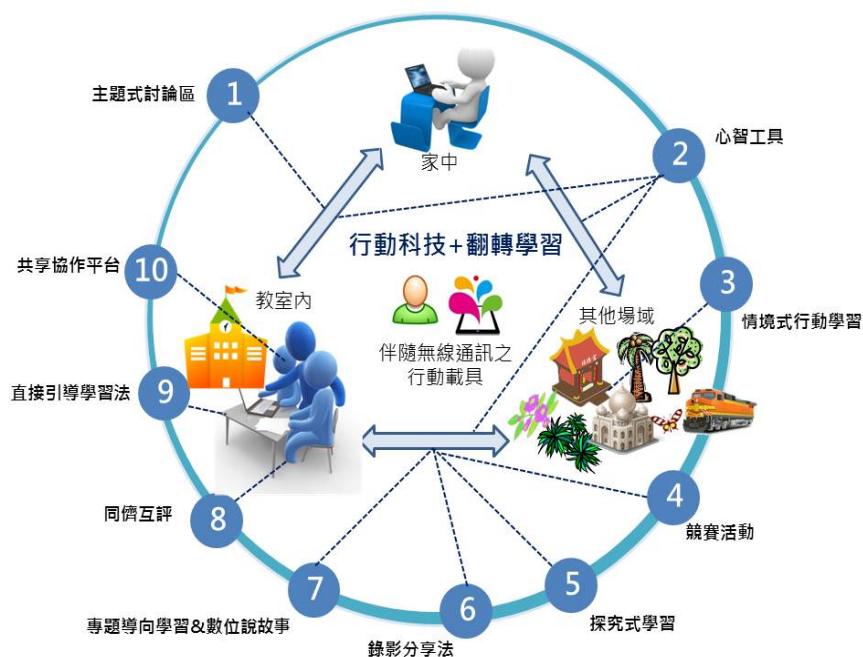 1
主題式討論區
家中
2
心智工具
行動科技+翻轉學習
10
共享協作平台
教室內
伴隨無線通訊之
行動載具
其他場域
3
情境式行動學習
9
直接引導學習法
8
同儕互評
4
競賽活動
7
專題導向學習&數位說故事
6
錄影分享法
5
探究式學習